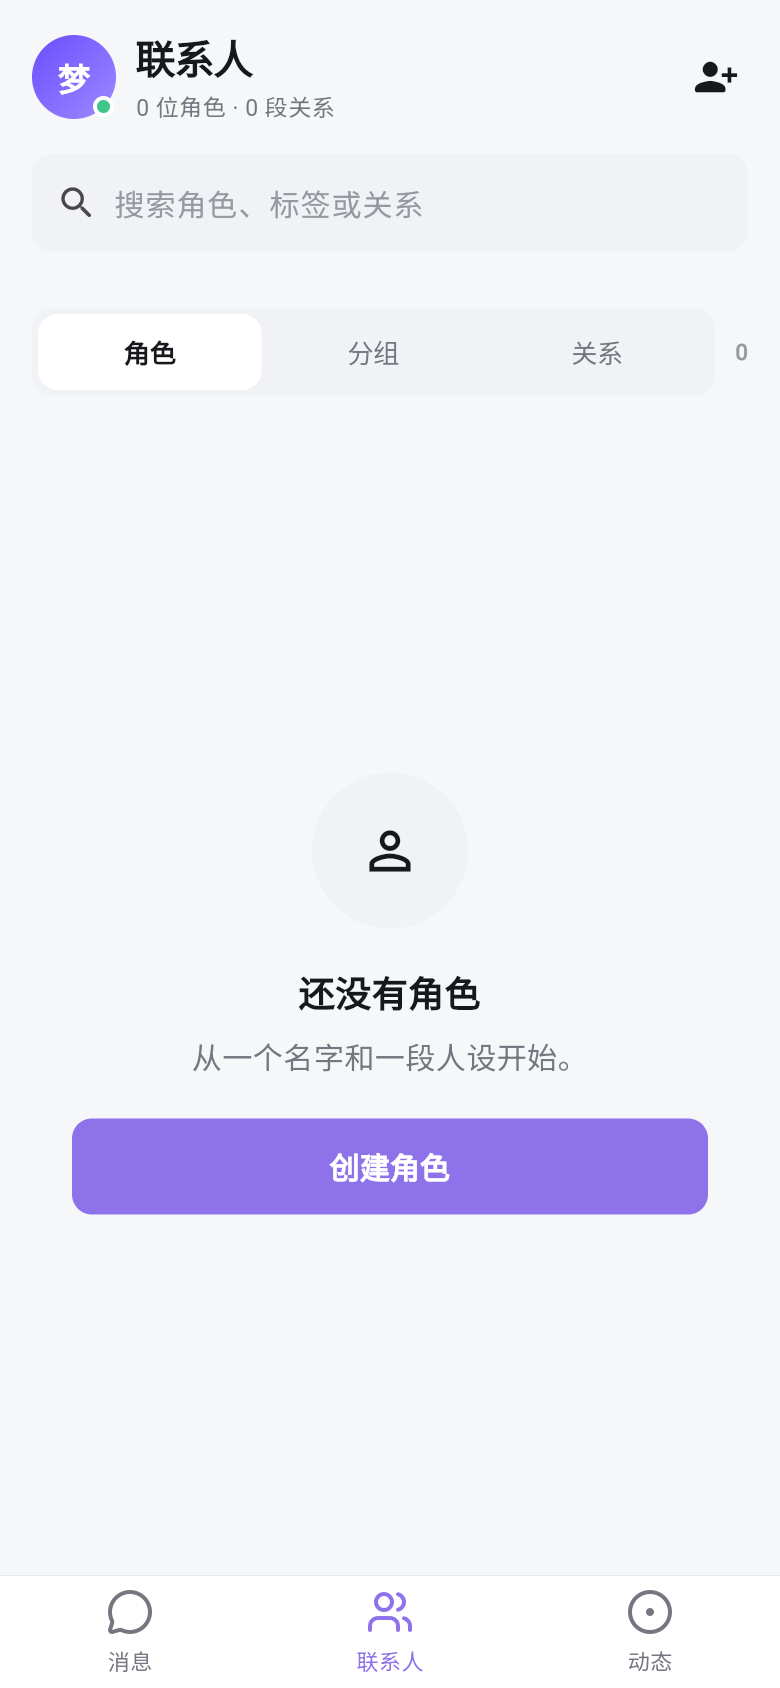 梦
联系人
0 位角色 · 0 段关系
搜索角色、标签或关系
角色 分组 关系 0
还没有角色
从一个名字和一段人设开始。
创建角色
消息 联系人 动态